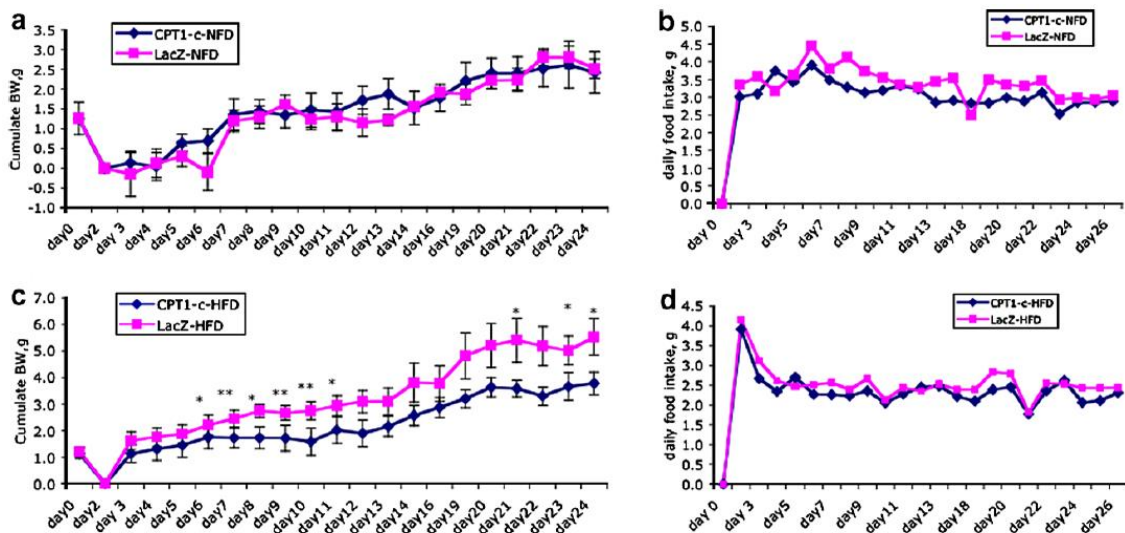 a
CPT1-c-NFD
LacZ-NFD
Cumulate BW,g
3.5
3.0
2.5
2.0
1.5
1.0
0.5
0.0
-0.5
-1.0
day0 day2 day 3 day4 day5 day6 day7 day8 day9 day10 day11 day12 day13 day14 day15 day16 day19 day20 day21 day22 day23 day24
b
CPT1-c-NFD
LacZ-NFD
daily food intake, g
5.0
4.5
4.0
3.5
3.0
2.5
2.0
1.5
1.0
0.5
0.0
day 0 day 3 day5 day7 day9 day11 day13 day18 day20 day22 day24 day26
c
CPT1-c-HFD
LacZ-HFD
Cumulate BW,g
7.0
6.0
5.0
4.0
3.0
2.0
1.0
0.0
* ** * ** ** * * * *
day0 day2 day 3 day4 day5 day6 day7 day8 day9 day10 day11 day12 day13 day14 day15 day16 day19 day20 day21 day22 day23 day24
d
CPT1-c-HFD
LacZ-HFD
daily food intake, g
4.5
4.0
3.5
3.0
2.5
2.0
1.5
1.0
0.5
0.0
day 0 day 3 day5 day7 day9 day11 day13 day18 day20 day22 day24 day26